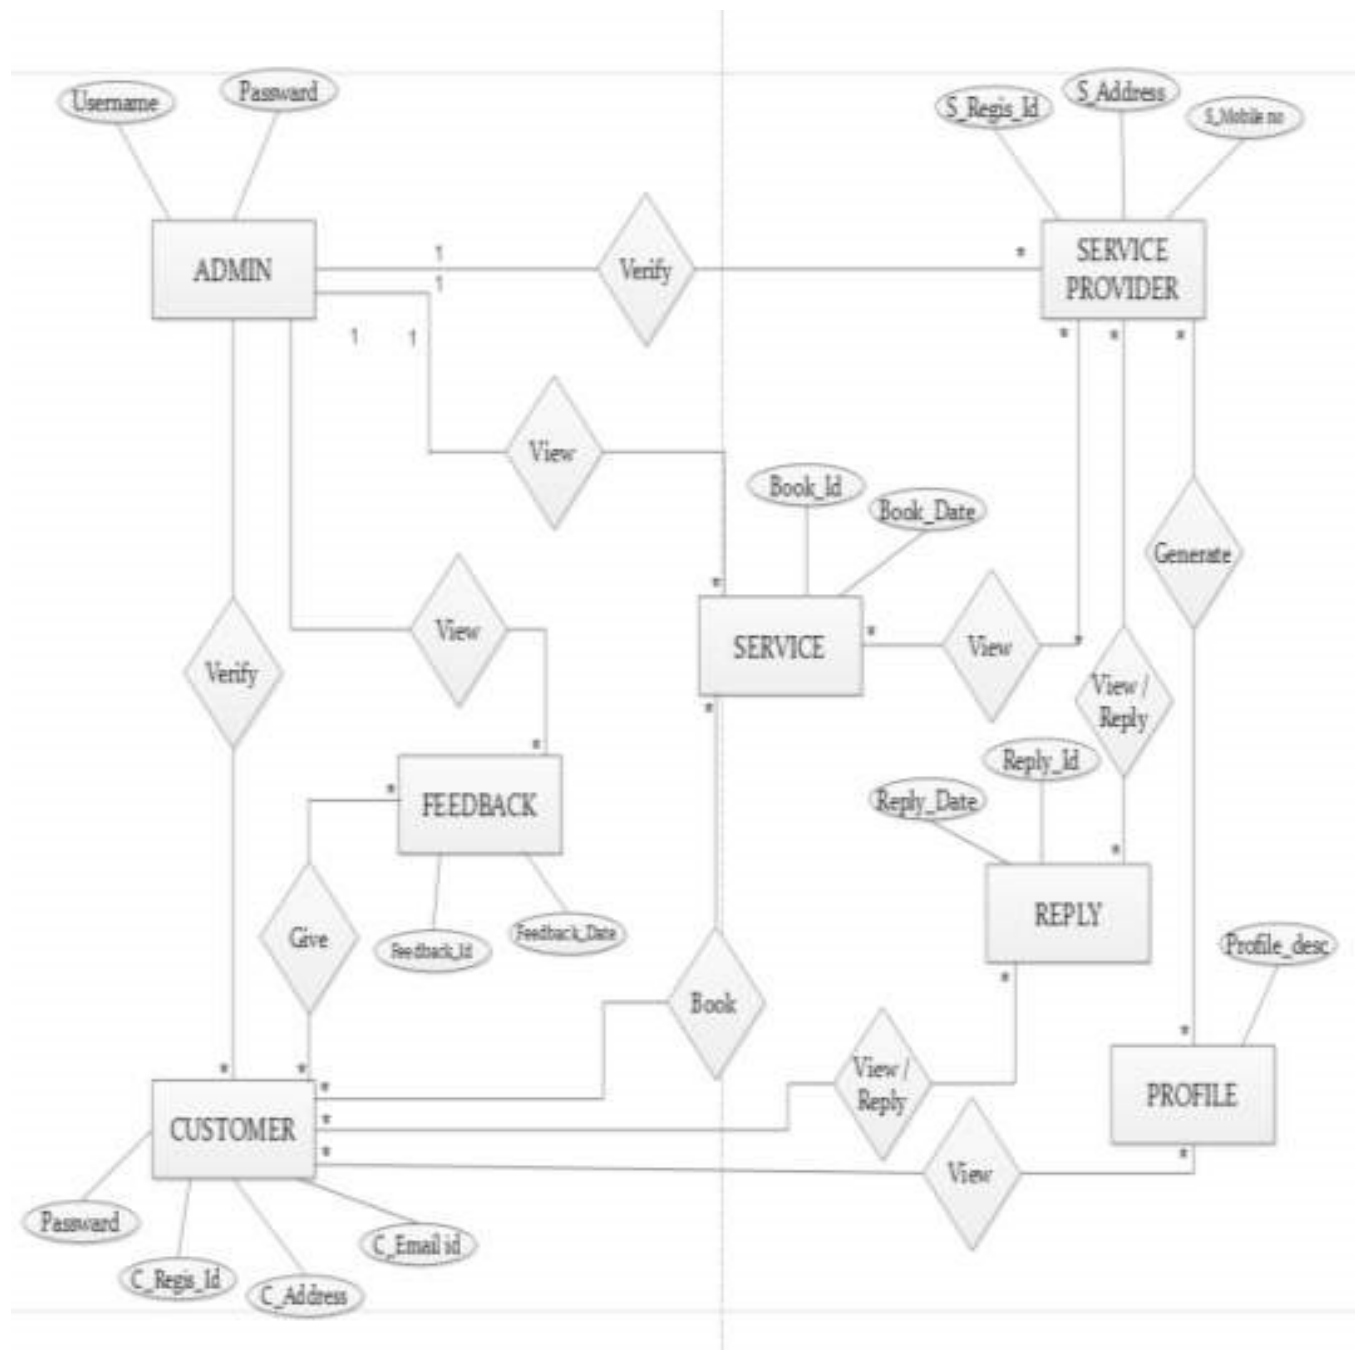 Username
Passward
S_Regis_Id
S_Address
S_Mobile no
ADMIN
1
1
Verify
*
SERVICE
PROVIDER
1
1
*
*
*
View
Book_Id
Book_Date
Generate
*
View
*
SERVICE
*
View
*
Verify
*
View /
Reply
*
Reply_Id
*
FEEDBACK
Reply_Date
*
REPLY
Give
Feedback_Id
Feedback_Date
Profile_desc
*
Book
*
View /
Reply
*
*
*
PROFILE
*
CUSTOMER
*
*
View
Passward
C_Regis_Id
C_Address
C_Email id